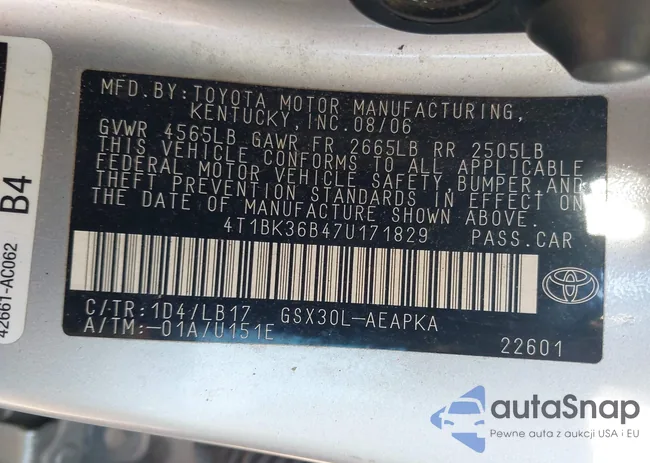 MFD.BY:TOYOTA MOTOR MANUFACTURING,
KENTUCKY, INC.08/06
GVWR 4565LB GAWR FR 2665LB RR 2505LB
THIS VEHICLE CONFORMS TO ALL APPLICABLE
FEDERAL MOTOR VEHICLE SAFETY,BUMPER,AND
THEFT PREVENTION STANDARDS IN EFFECT ON
THE DATE OF MANUFACTURE SHOWN ABOVE.
4T1BK36B47U171829 PASS.CAR
C/TR:1D4/LB17 GSX30L-AEAPKA
A/TM:-01A/U151E
22601
B4
42661-AC062
autaSnap
Pewne auta z aukcji USA i EU